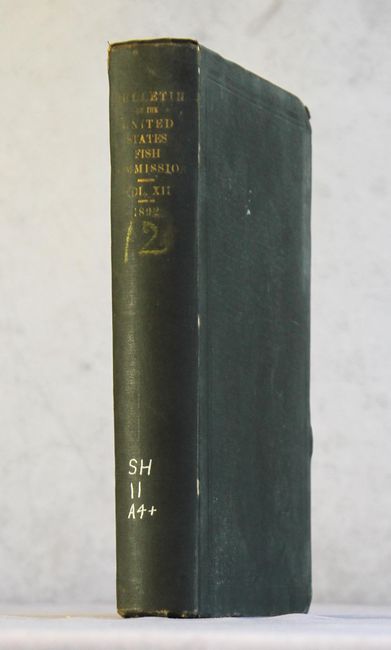 BULLETIN
OF THE
UNITED
STATES
FISH
COMMISSION
VOL. XII
1892
12
SH
11
A4+